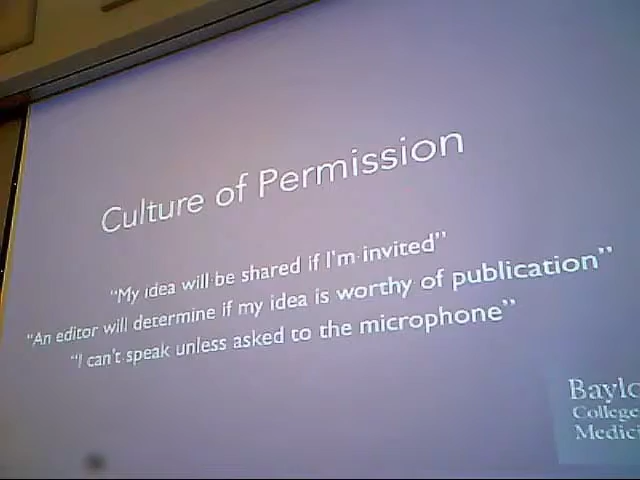 Culture of Permission
"My idea will be shared if I'm invited"
"An editor will determine if my idea is worthy of publication"
"I can't speak unless asked to the microphone"
Baylo
College
Medici